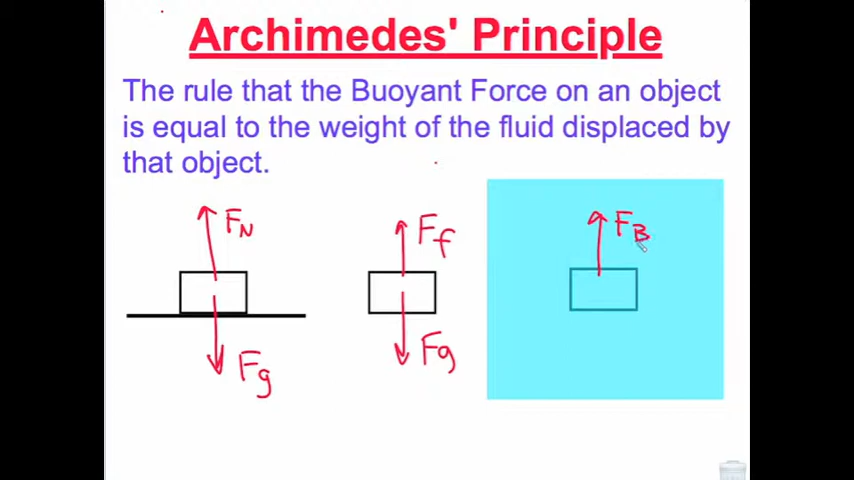 Archimedes' Principle
The rule that the Buoyant Force on an object
is equal to the weight of the fluid displaced by
that object.
FN
Ff
FB
Fg
Fg